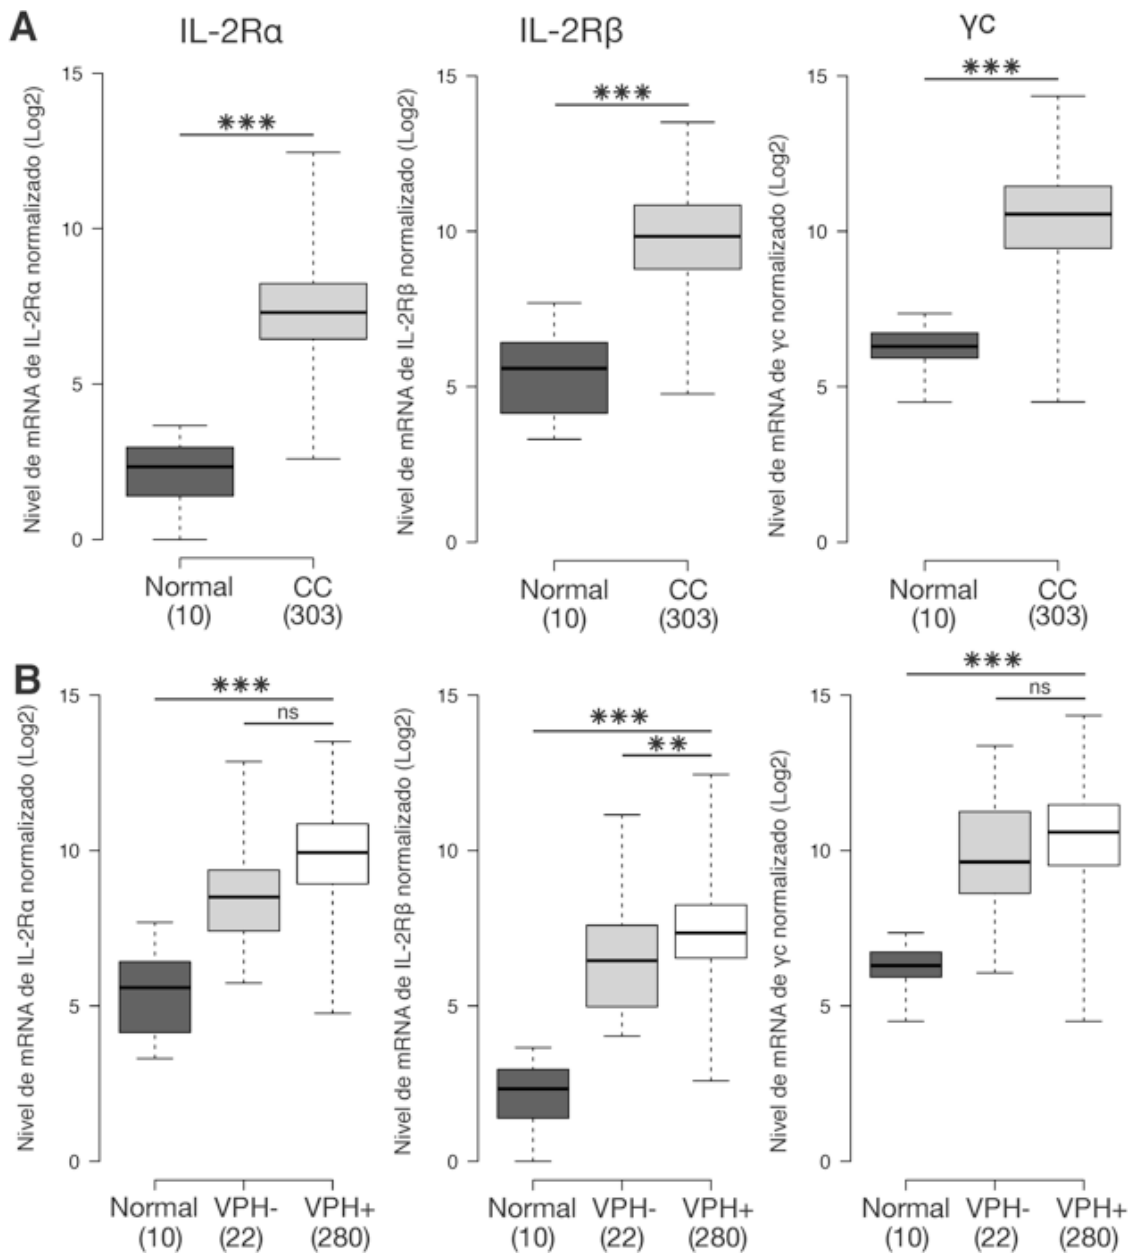 A
IL-2Rα
IL-2Rβ
γc
Nivel de mRNA de IL-2Rα normalizado (Log2)
15
10
5
0
***
Normal
(10)
CC
(303)
Nivel de mRNA de IL-2Rβ normalizado (Log2)
15
10
5
0
***
Normal
(10)
CC
(303)
Nivel de mRNA de γc normalizado (Log2)
15
10
5
0
***
Normal
(10)
CC
(303)
B
Nivel de mRNA de IL-2Rα normalizado (Log2)
15
10
5
0
***
ns
Normal
(10)
VPH-
(22)
VPH+
(280)
Nivel de mRNA de IL-2Rβ normalizado (Log2)
15
10
5
0
***
**
Normal
(10)
VPH-
(22)
VPH+
(280)
Nivel de mRNA de γc normalizado (Log2)
15
10
5
0
***
ns
Normal
(10)
VPH-
(22)
VPH+
(280)